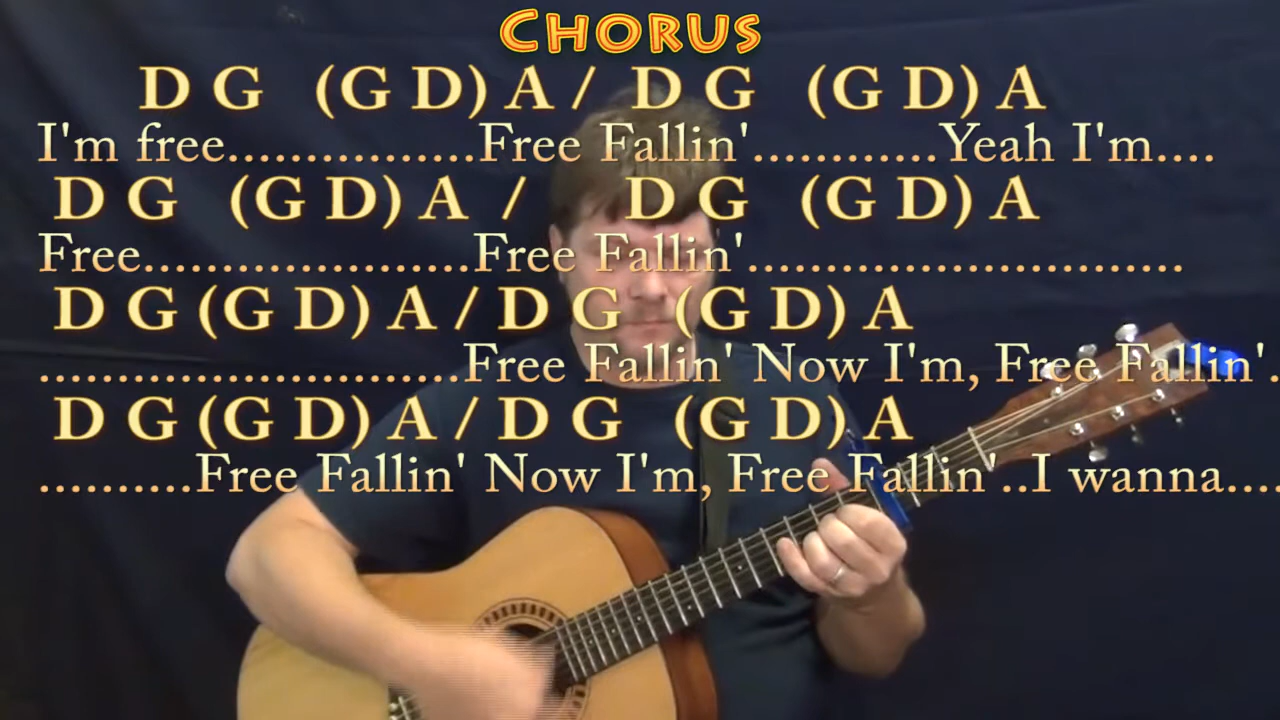 CHORUS
D G (G D) A / D G (G D) A
I'm free................Free Fallin'............Yeah I'm....
D G (G D) A / D G (G D) A
Free.....................Free Fallin'............................
D G (G D) A / D G (G D) A
...........................Free Fallin' Now I'm, Free Fallin'.
D G (G D) A / D G (G D) A
..........Free Fallin' Now I'm, Free Fallin'..I wanna....